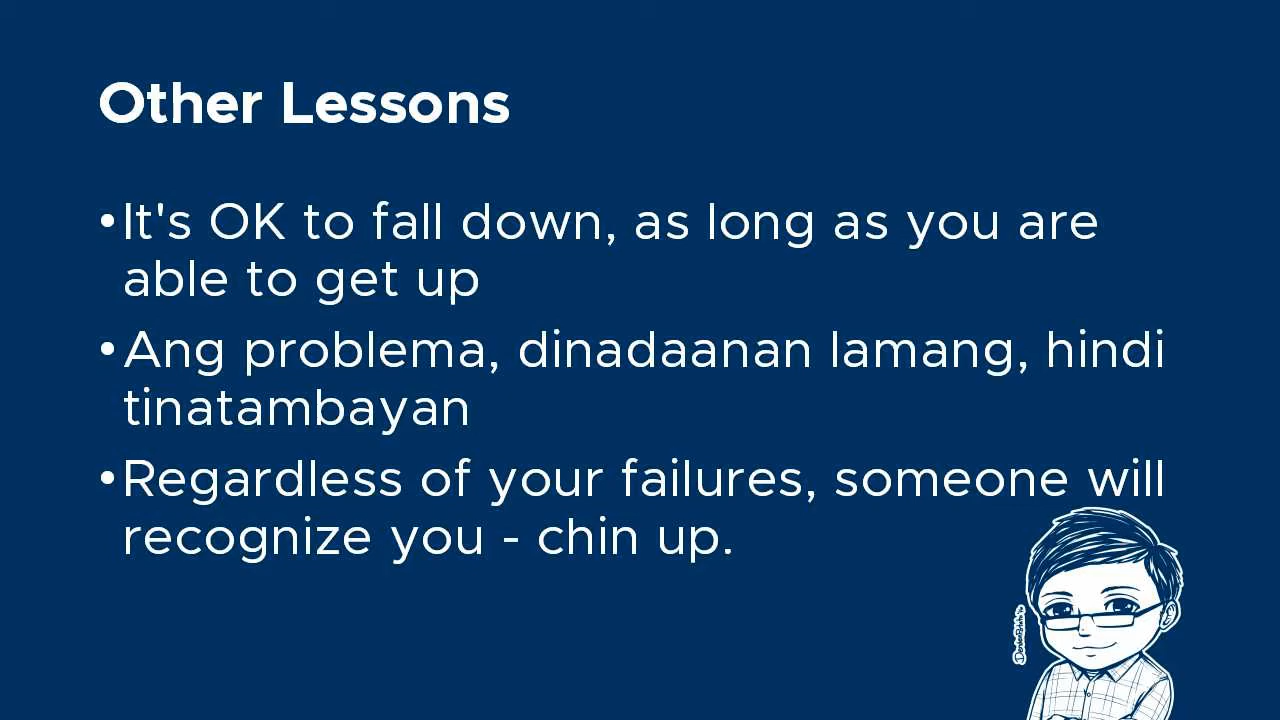 Other Lessons
•It's OK to fall down, as long as you are
able to get up
•Ang problema, dinadaanan lamang, hindi
tinatambayan
•Regardless of your failures, someone will
recognize you - chin up.